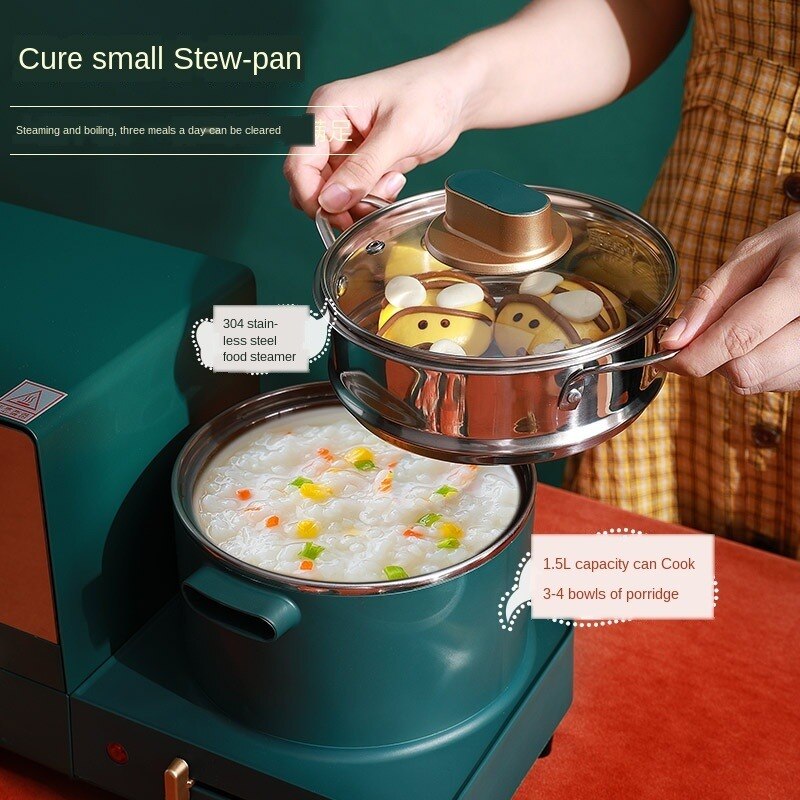 Cure small Stew-pan
Steaming and boiling, three meals a day can be cleared
足
304 stain-
less steel
food steamer
1.5L capacity can Cook
3-4 bowls of porridge